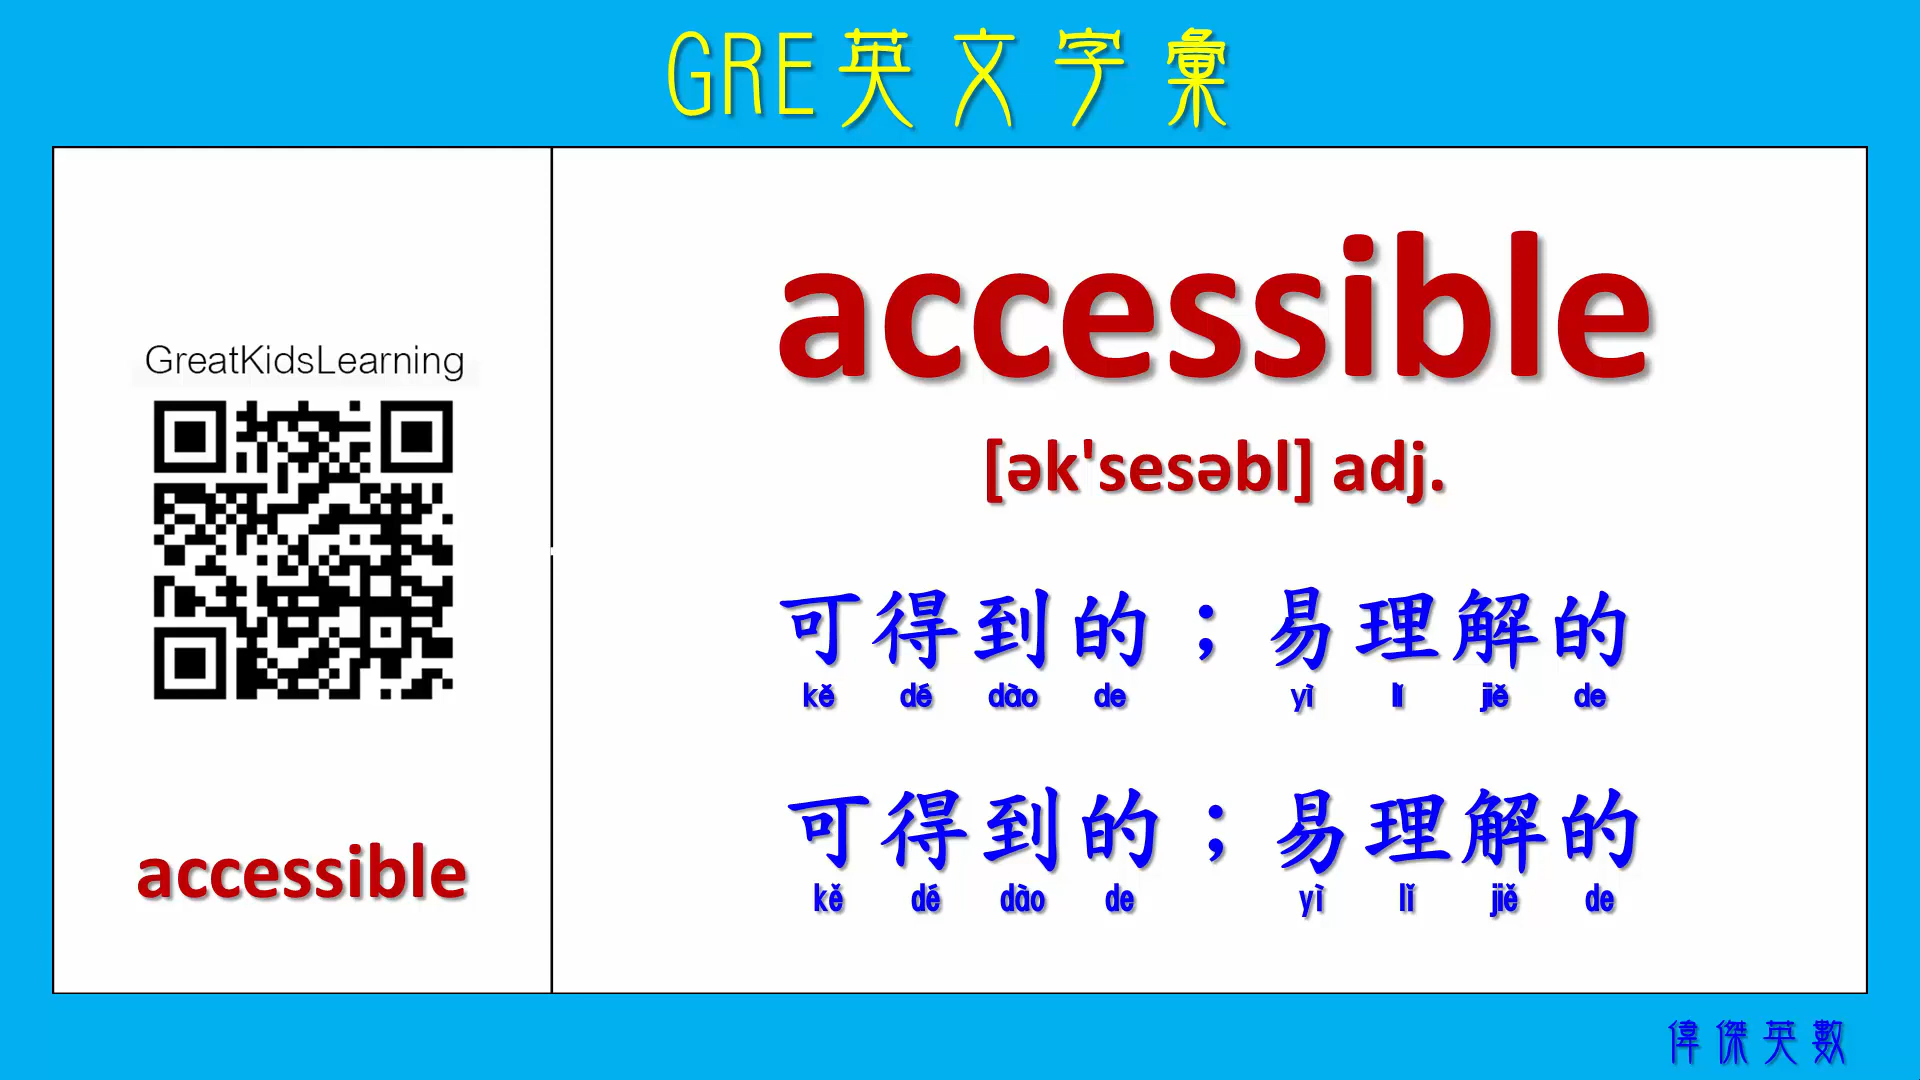 GRE英文字彙
GreatKidsLearning
accessible
accessible
[ək'sesəbl] adj.
可得到的；易理解的
kě dé dào de yì lǐ jiě de
可得到的；易理解的
kě dé dào de yì lǐ jiě de
偉傑英數